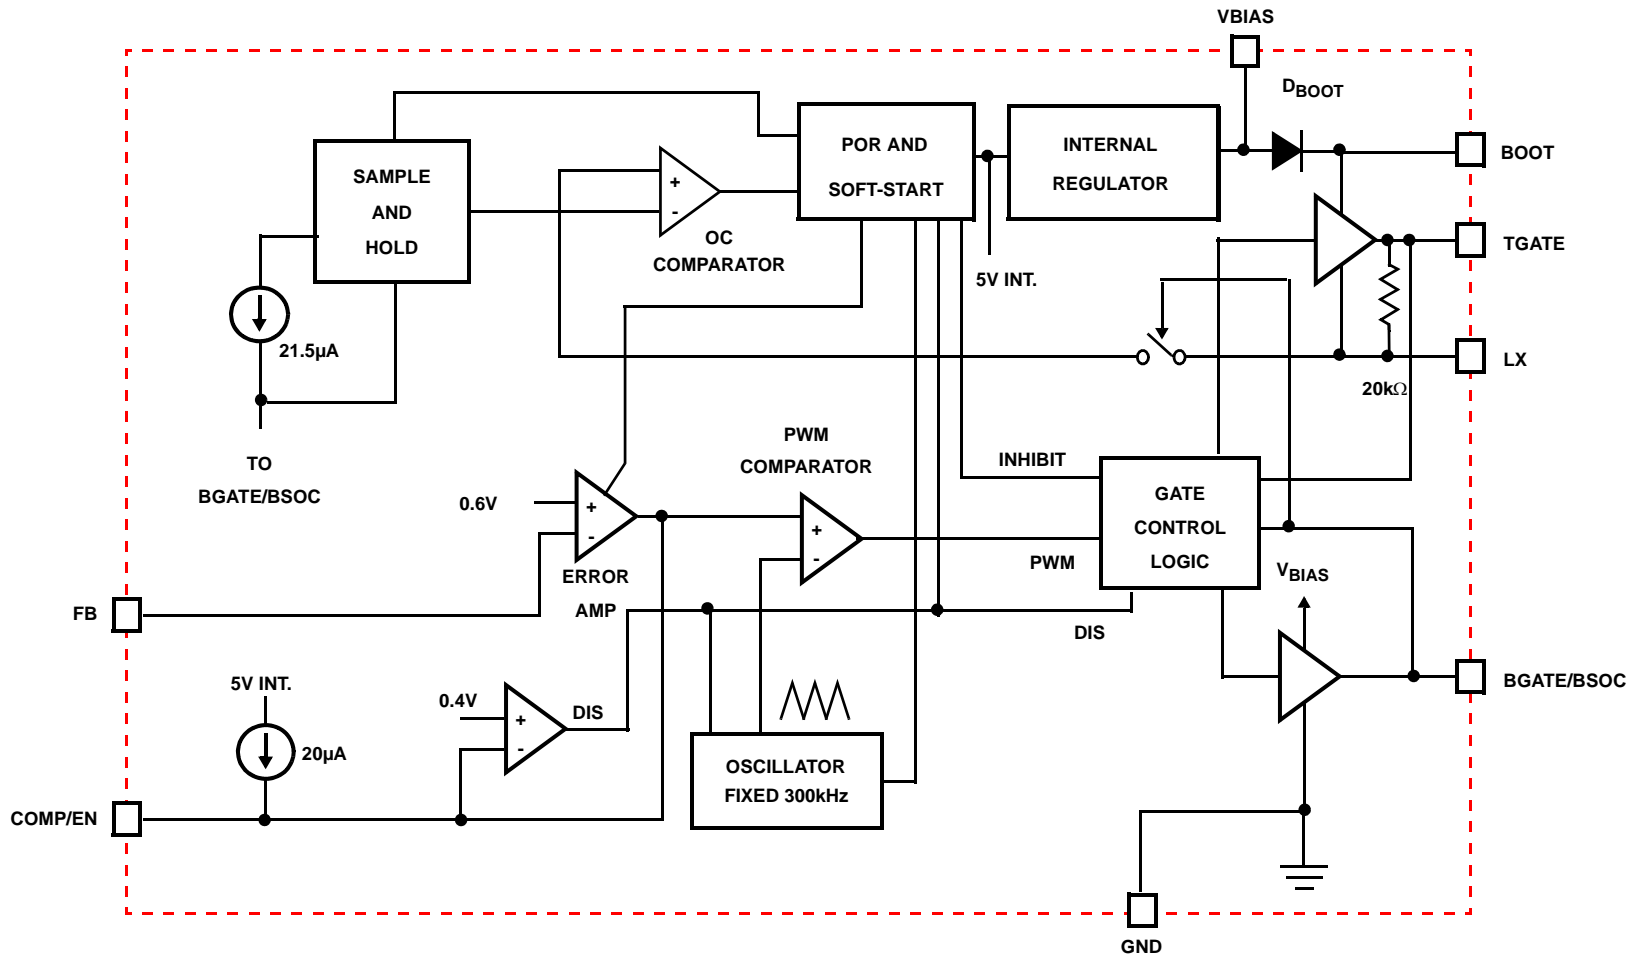 VBIAS
DBOOT
BOOT
POR AND
SOFT-START
INTERNAL
REGULATOR
SAMPLE
AND
HOLD
+
-
OC
COMPARATOR
TGATE
5V INT.
21.5µA
LX
20kΩ
PWM
COMPARATOR
TO
BGATE/BSOC
INHIBIT
0.6V
+
-
GATE
CONTROL
LOGIC
+
-
PWM
ERROR
AMP
VBIAS
FB
DIS
5V INT.
0.4V
+
-
DIS
BGATE/BSOC
20µA
OSCILLATOR
FIXED 300kHz
COMP/EN
GND